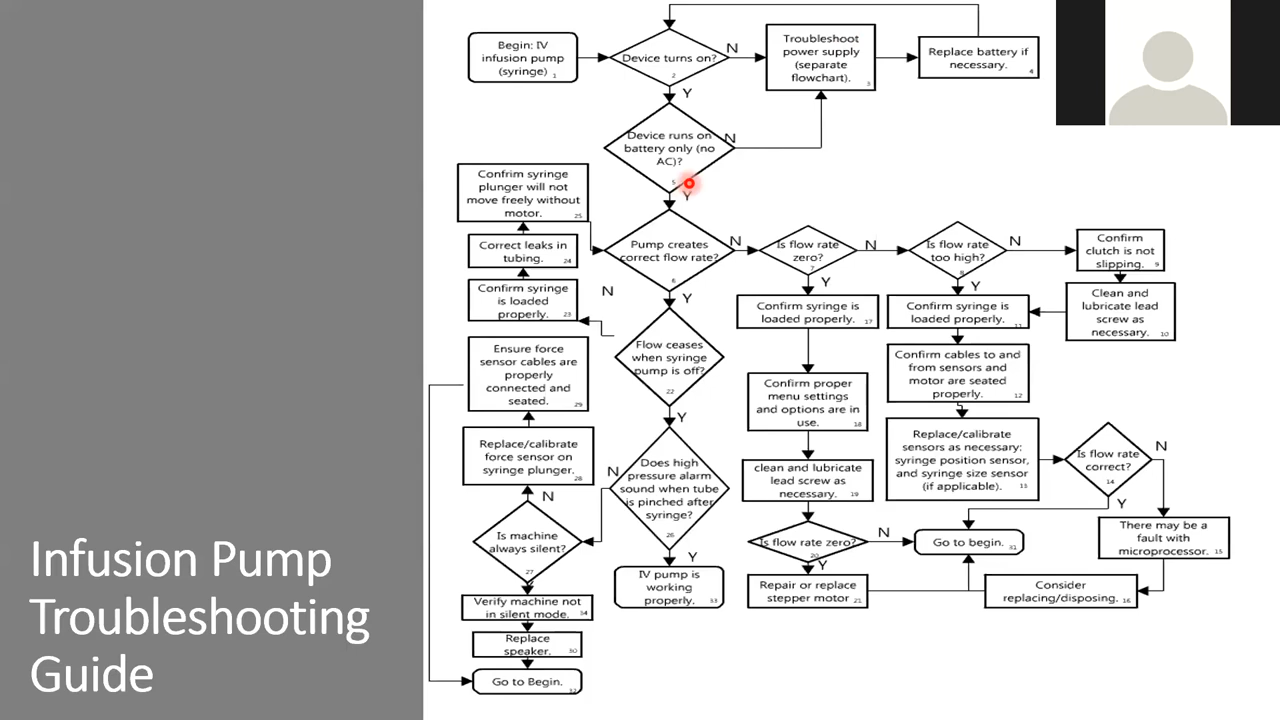 Infusion Pump
Troubleshooting
Guide
Begin: IV
infusion pump
(syringe) 1
Device turns on?
2
N
Y
Troubleshoot
power supply
(separate
flowchart). 3
Replace battery if
necessary. 4
Device runs on
battery only (no
AC)?
5
N
Y
Confrim syringe
plunger will not
move freely without
motor. 25
Correct leaks in
tubing. 24
Confirm syringe
is loaded
properly. 23
N
Pump creates
correct flow rate?
6
N
Y
Is flow rate
zero?
7
N
Y
Is flow rate
too high?
8
N
Y
Confirm
clutch is not
slipping. 9
Clean and
lubricate lead
screw as
necessary. 10
Confirm syringe is
loaded properly. 17
Confirm syringe is
loaded properly. 11
Flow ceases
when syringe
pump is off?
22
Y
Ensure force
sensor cables are
properly
connected and
seated. 29
Confirm cables to and
from sensors and
motor are seated
properly. 12
Confirm proper
menu settings
and options are in
use. 18
Replace/calibrate
force sensor on
syringe plunger. 28
N
Does high
pressure alarm
sound when tube
is pinched after
syringe?
26
N
Y
clean and lubricate
lead screw as
necessary. 19
Replace/calibrate
sensors as necessary:
syringe position sensor,
and syringe size sensor
(if applicable). 13
Is flow rate
correct?
14
N
Y
Is machine
always silent?
27
Y
Is flow rate zero?
20
N
Y
Go to begin. 31
There may be a
fault with
microprocessor. 15
IV pump is
working
properly. 33
Repair or replace
stepper motor 21
Consider
replacing/disposing. 16
Verify machine not
in silent mode. 34
Replace
speaker. 30
Go to Begin. 32